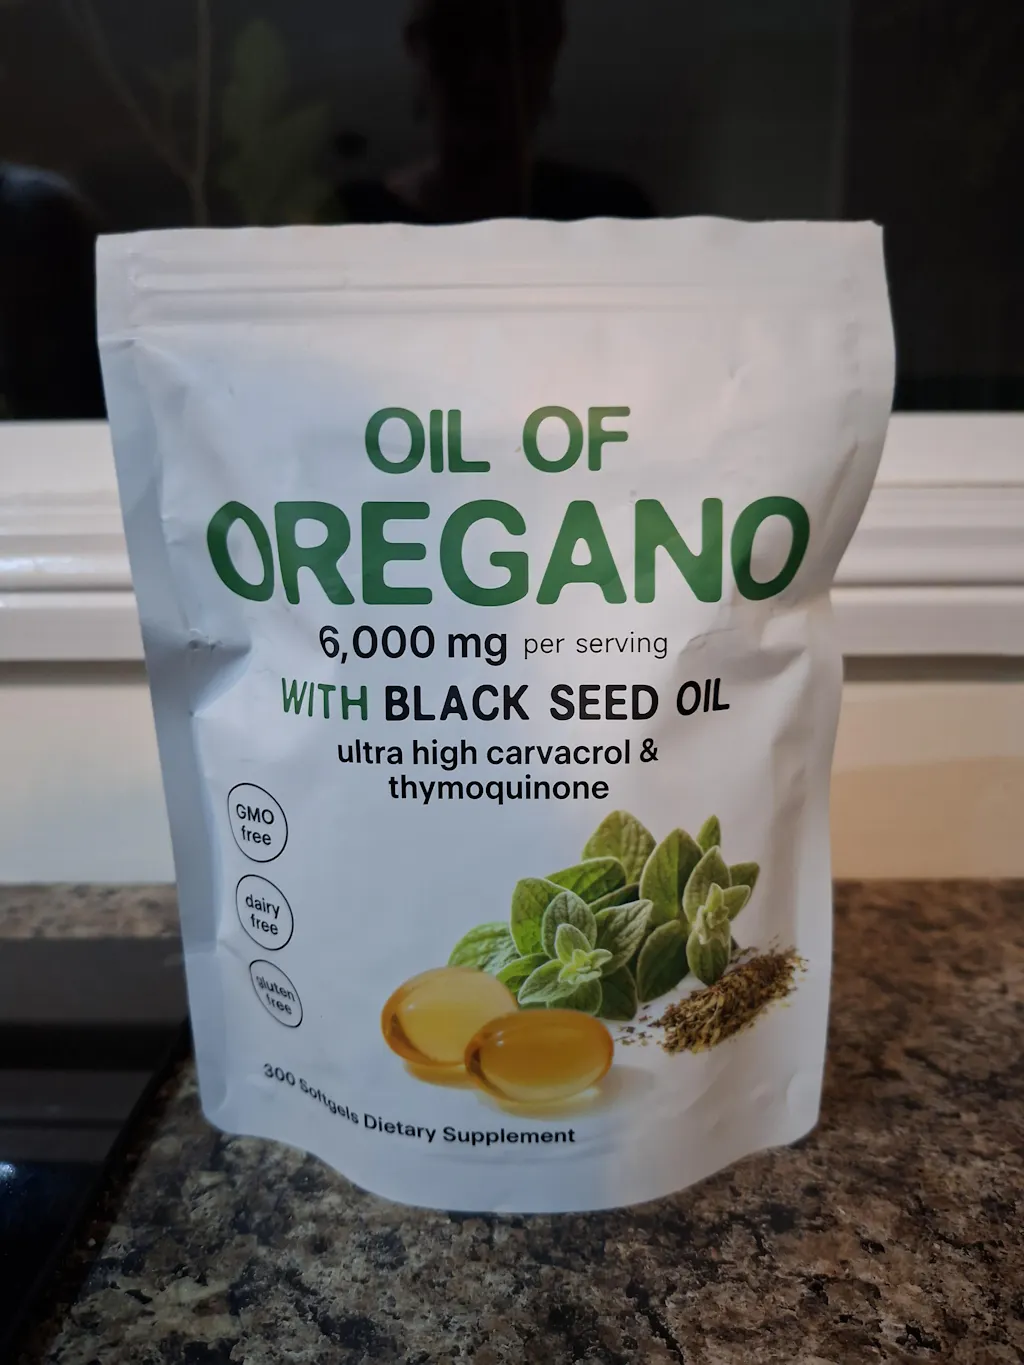 OIL OF
OREGANO
6,000 mg per serving
WITH BLACK SEED OIL
ultra high carvacrol &
thymoquinone
GMO
free
dairy
free
gluten
free
300 Softgels Dietary Supplement